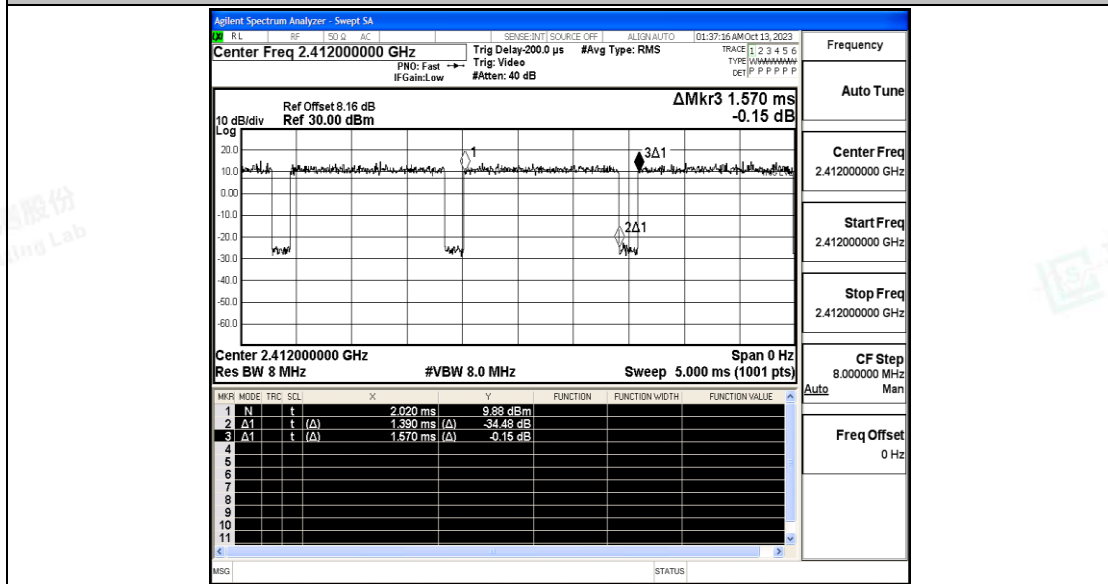 Agilent Spectrum Analyzer - Swept SA
RL RF 50 Ω AC SENSE:INT SOURCE OFF ALIGN AUTO 01:37:16 AM Oct 13, 2023
Center Freq 2.412000000 GHz Trig Delay-200.0 µs #Avg Type: RMS TRACE 1 2 3 4 5 6
PNO: Fast Trig: Video TYPE
IFGain:Low #Atten: 40 dB DET P P P P P P
Frequency
Auto Tune
Ref Offset 8.16 dB ΔMkr3 1.570 ms
10 dB/div Ref 30.00 dBm -0.15 dB
Log
20.0
10.0
0.00
-10.0
-20.0
-30.0
-40.0
-50.0
-60.0
1
3Δ1
2Δ1
Center 2.412000000 GHz Span 0 Hz
Res BW 8 MHz #VBW 8.0 MHz Sweep 5.000 ms (1001 pts)
MKR MODE TRC SCL X Y FUNCTION FUNCTION WIDTH FUNCTION VALUE
1 N t 2.020 ms 9.88 dBm
2 Δ1 t (Δ) 1.390 ms (Δ) -34.48 dB
3 Δ1 t (Δ) 1.570 ms (Δ) -0.15 dB
4
5
6
7
8
9
10
11
Center Freq
2.412000000 GHz
Start Freq
2.412000000 GHz
Stop Freq
2.412000000 GHz
CF Step
8.000000 MHz
Auto Man
Freq Offset
0 Hz
MSG STATUS
股份
Lab